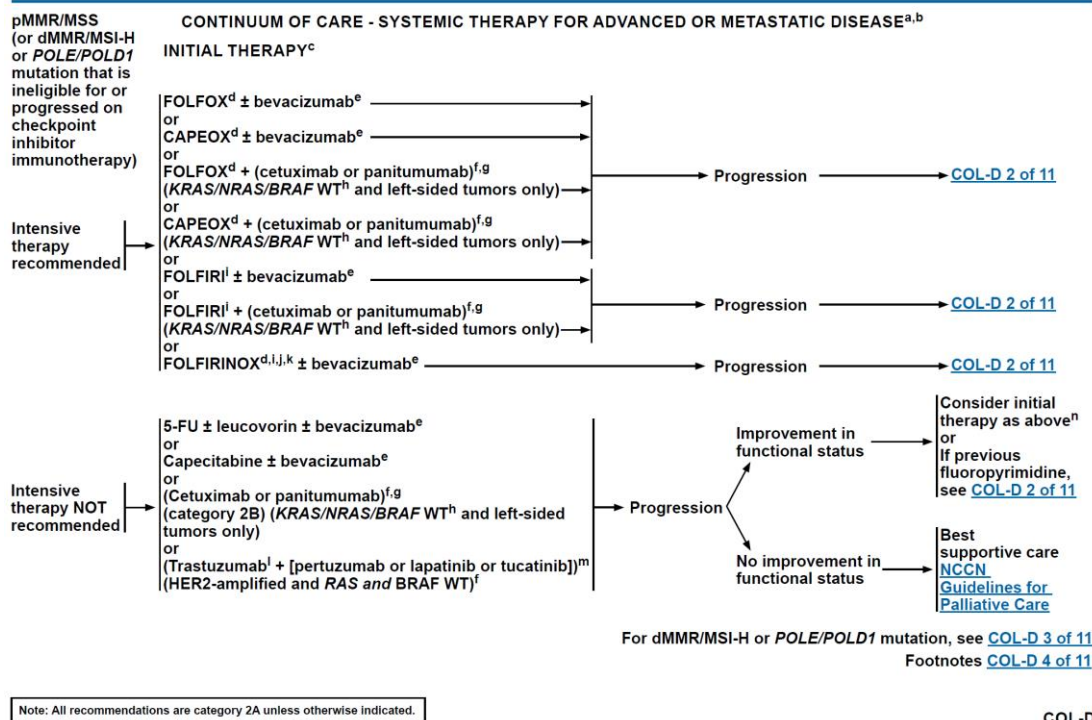 pMMR/MSS
(or dMMR/MSI-H
or POLE/POLD1
mutation that is
ineligible for or
progressed on
checkpoint
inhibitor
immunotherapy)
CONTINUUM OF CARE - SYSTEMIC THERAPY FOR ADVANCED OR METASTATIC DISEASEa,b
INITIAL THERAPYc
Intensive
therapy
recommended
FOLFOXd ± bevacizumabe
or
CAPEOXd ± bevacizumabe
or
FOLFOXd + (cetuximab or panitumumab)f,g
(KRAS/NRAS/BRAF WTh and left-sided tumors only)
or
CAPEOXd + (cetuximab or panitumumab)f,g
(KRAS/NRAS/BRAF WTh and left-sided tumors only)
or
FOLFIRIi ± bevacizumabe
or
FOLFIRIi + (cetuximab or panitumumab)f,g
(KRAS/NRAS/BRAF WTh and left-sided tumors only)
or
FOLFIRINOXd,i,j,k ± bevacizumabe
Progression
COL-D 2 of 11
Progression
COL-D 2 of 11
Progression
COL-D 2 of 11
Intensive
therapy NOT
recommended
5-FU ± leucovorin ± bevacizumabe
or
Capecitabine ± bevacizumabe
or
(Cetuximab or panitumumab)f,g
(category 2B) (KRAS/NRAS/BRAF WTh and left-sided
tumors only)
or
(Trastuzumabl + [pertuzumab or lapatinib or tucatinib])m
(HER2-amplified and RAS and BRAF WT)f
Progression
Improvement in
functional status
Consider initial
therapy as aboven
or
If previous
fluoropyrimidine,
see COL-D 2 of 11
No improvement in
functional status
Best
supportive care
NCCN
Guidelines for
Palliative Care
For dMMR/MSI-H or POLE/POLD1 mutation, see COL-D 3 of 11
Footnotes COL-D 4 of 11
Note: All recommendations are category 2A unless otherwise indicated.
COL-D